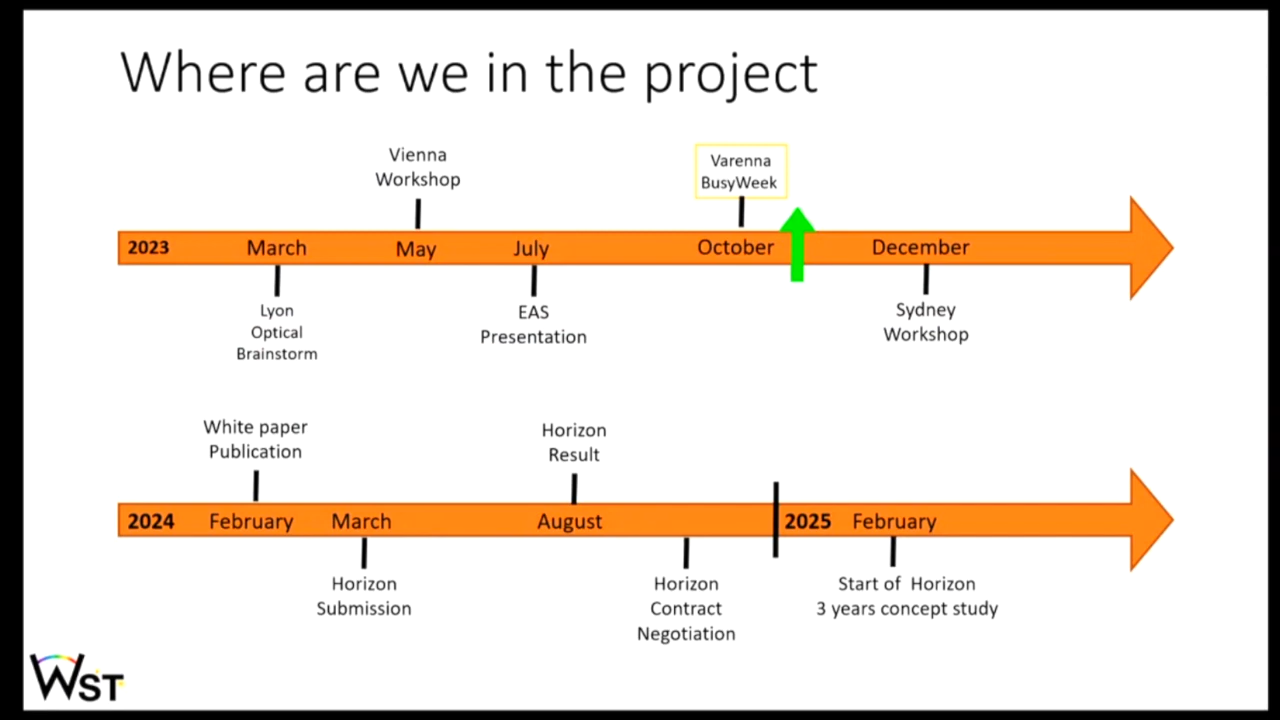 Where are we in the project
Vienna
Workshop
Varenna
BusyWeek
2023 March May July October December
Lyon
Optical
Brainstorm
EAS
Presentation
Sydney
Workshop
White paper
Publication
Horizon
Result
2024 February March August 2025 February
Horizon
Submission
Horizon
Contract
Negotiation
Start of Horizon
3 years concept study
WST